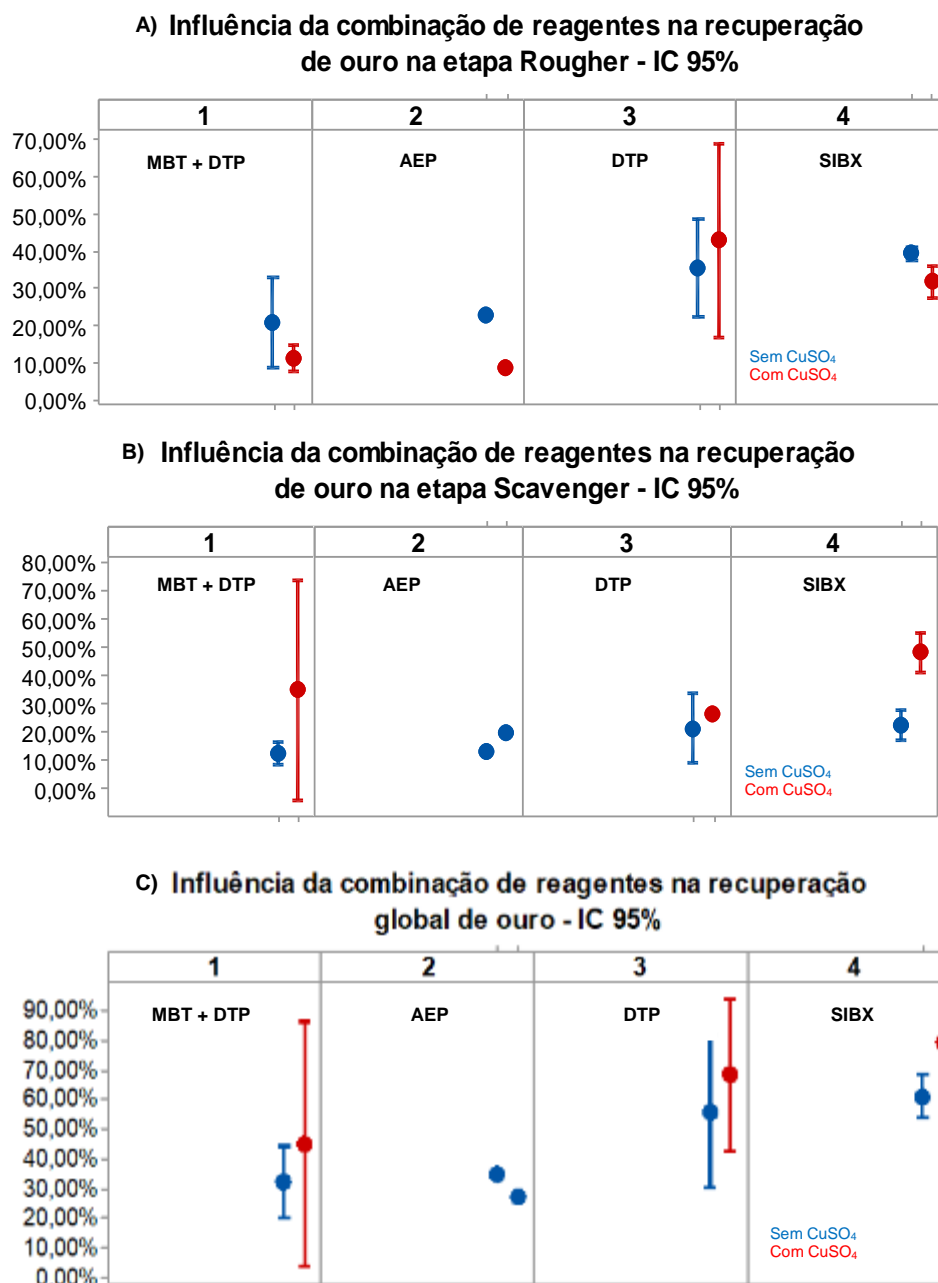 A) Influência da combinação de reagentes na recuperação
de ouro na etapa Rougher - IC 95%
1 2 3 4
MBT + DTP AEP DTP SIBX
70,00%
60,00%
50,00%
40,00%
30,00%
20,00%
10,00%
0,00%
Sem CuSO₄
Com CuSO₄
B) Influência da combinação de reagentes na recuperação
de ouro na etapa Scavenger - IC 95%
1 2 3 4
MBT + DTP AEP DTP SIBX
80,00%
70,00%
60,00%
50,00%
40,00%
30,00%
20,00%
10,00%
0,00%
Sem CuSO₄
Com CuSO₄
C) Influência da combinação de reagentes na recuperação
global de ouro - IC 95%
1 2 3 4
MBT + DTP AEP DTP SIBX
90,00%
80,00%
70,00%
60,00%
50,00%
40,00%
30,00%
20,00%
10,00%
0,00%
Sem CuSO₄
Com CuSO₄